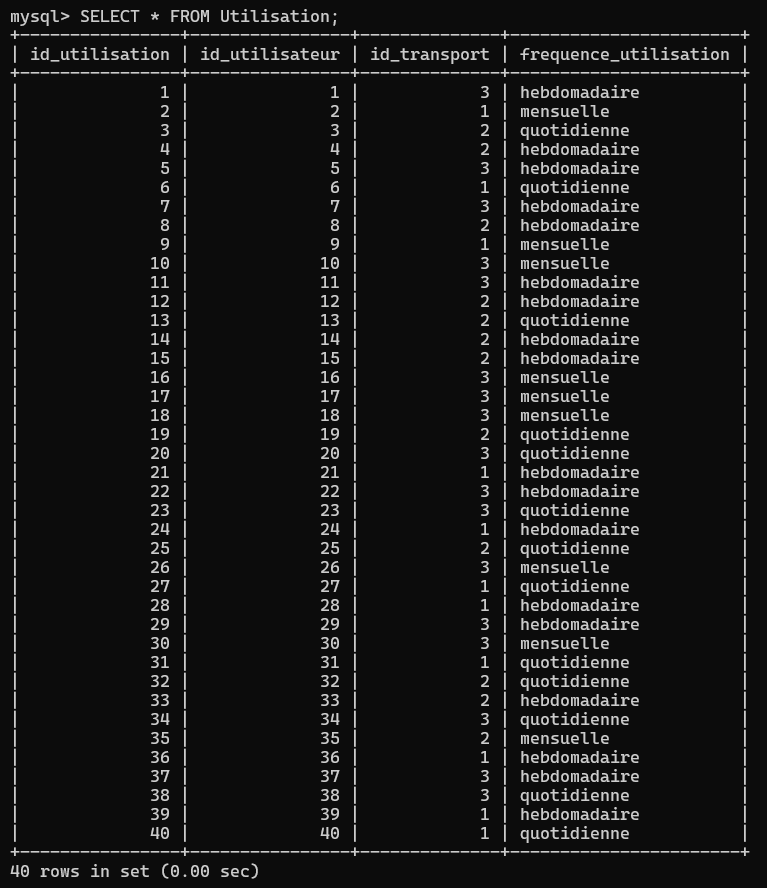 mysql> SELECT * FROM Utilisation;
+----------------+----------------+--------------+-----------------------+
| id_utilisation | id_utilisateur | id_transport | frequence_utilisation |
+----------------+----------------+--------------+-----------------------+
|              1 |              1 |            3 | hebdomadaire          |
|              2 |              2 |            1 | mensuelle             |
|              3 |              3 |            2 | quotidienne           |
|              4 |              4 |            2 | hebdomadaire          |
|              5 |              5 |            3 | hebdomadaire          |
|              6 |              6 |            1 | quotidienne           |
|              7 |              7 |            3 | hebdomadaire          |
|              8 |              8 |            2 | hebdomadaire          |
|              9 |              9 |            1 | mensuelle             |
|             10 |             10 |            3 | mensuelle             |
|             11 |             11 |            3 | hebdomadaire          |
|             12 |             12 |            2 | hebdomadaire          |
|             13 |             13 |            2 | quotidienne           |
|             14 |             14 |            2 | hebdomadaire          |
|             15 |             15 |            2 | hebdomadaire          |
|             16 |             16 |            3 | mensuelle             |
|             17 |             17 |            3 | mensuelle             |
|             18 |             18 |            3 | mensuelle             |
|             19 |             19 |            2 | quotidienne           |
|             20 |             20 |            3 | quotidienne           |
|             21 |             21 |            1 | hebdomadaire          |
|             22 |             22 |            3 | hebdomadaire          |
|             23 |             23 |            3 | quotidienne           |
|             24 |             24 |            1 | hebdomadaire          |
|             25 |             25 |            2 | quotidienne           |
|             26 |             26 |            3 | mensuelle             |
|             27 |             27 |            1 | quotidienne           |
|             28 |             28 |            1 | hebdomadaire          |
|             29 |             29 |            3 | hebdomadaire          |
|             30 |             30 |            3 | mensuelle             |
|             31 |             31 |            1 | quotidienne           |
|             32 |             32 |            2 | quotidienne           |
|             33 |             33 |            2 | hebdomadaire          |
|             34 |             34 |            3 | quotidienne           |
|             35 |             35 |            2 | mensuelle             |
|             36 |             36 |            1 | hebdomadaire          |
|             37 |             37 |            3 | hebdomadaire          |
|             38 |             38 |            3 | quotidienne           |
|             39 |             39 |            1 | hebdomadaire          |
|             40 |             40 |            1 | quotidienne           |
+----------------+----------------+--------------+-----------------------+
40 rows in set (0.00 sec)